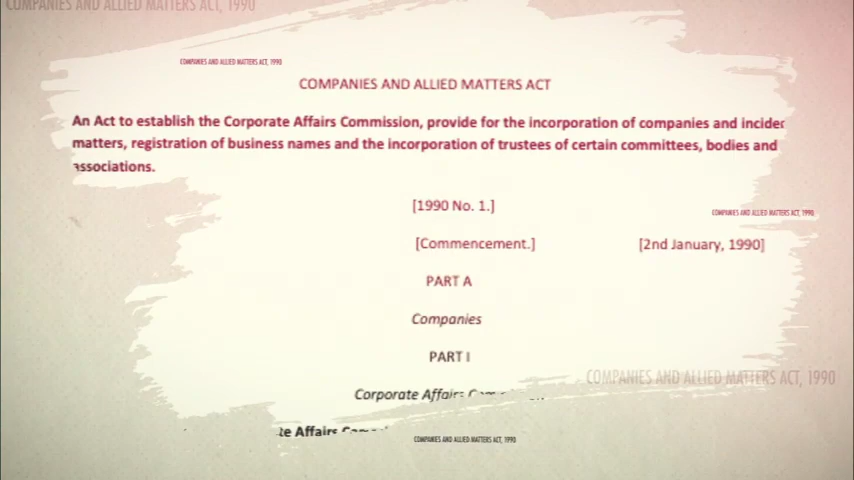 COMPANIES AND ALLIED MATTERS ACT, 1990
COMPANIES AND ALLIED MATTERS ACT, 1990
COMPANIES AND ALLIED MATTERS ACT
An Act to establish the Corporate Affairs Commission, provide for the incorporation of companies and
matters, registration of business names and the incorporation of trustees of certain committees, bodies and
associations.
[1990 No. 1.]
COMPANIES AND ALLIED MATTERS ACT, 1990
[Commencement.] [2nd January, 1990]
PART A
Companies
PART I
COMPANIES AND ALLIED MATTERS ACT, 1990
Corporate Affairs
Affairs
COMPANIES AND ALLIED MATTERS ACT, 1990